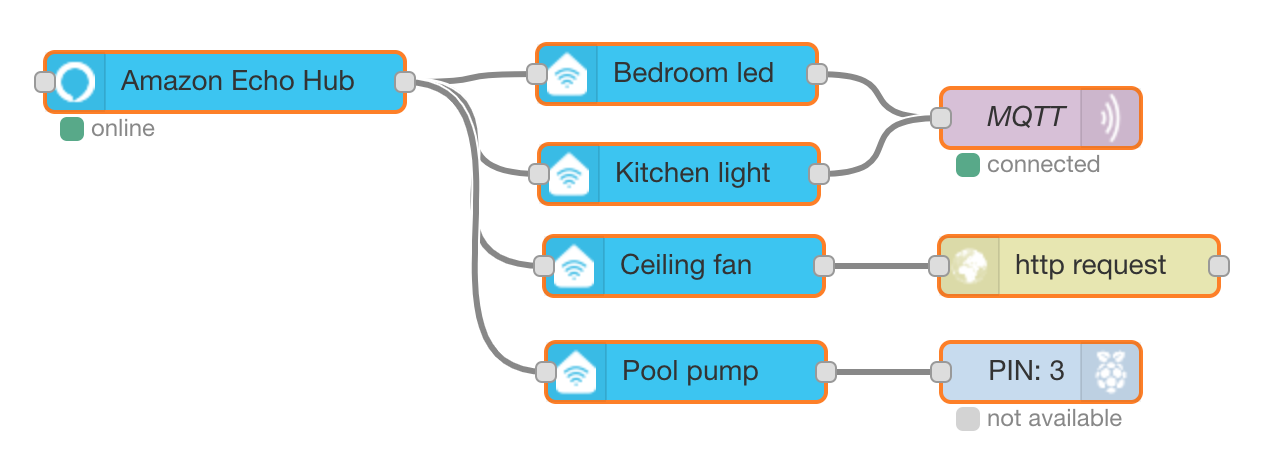 Amazon Echo Hub
online
Bedroom led
Kitchen light
Ceiling fan
Pool pump
MQTT
connected
http request
PIN: 3
not available